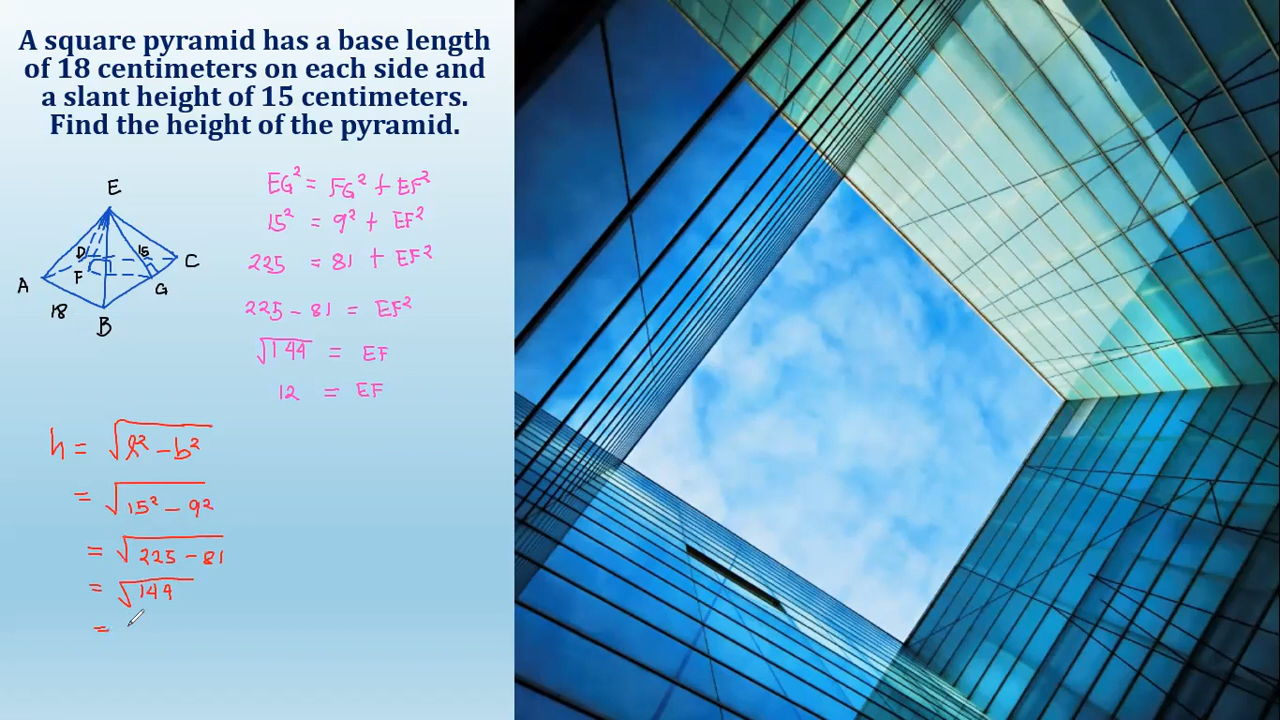 A square pyramid has a base length
of 18 centimeters on each side and
a slant height of 15 centimeters.
Find the height of the pyramid.
E
D
15
C
A
F
G
18
B
EG² = FG² + EF²
15² = 9² + EF²
225 = 81 + EF²
225 - 81 = EF²
√144 = EF
12 = EF
h = √l² - b²
= √15² - 9²
= √225 - 81
= √144
=